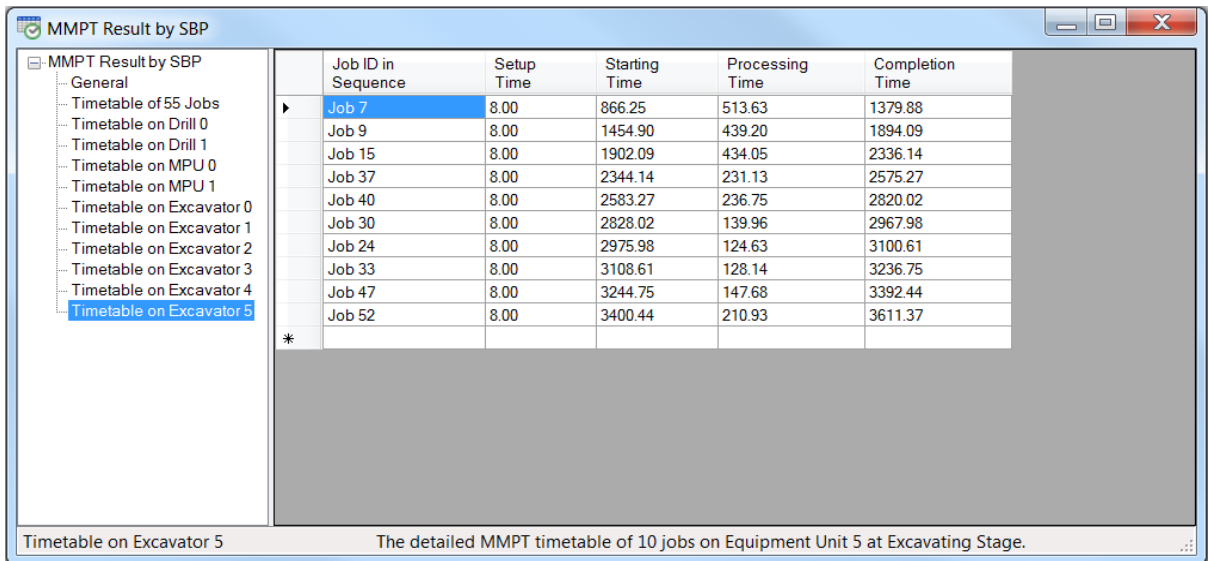 MMPT Result by SBP
MMPT Result by SBP
General
Timetable of 55 Jobs
Timetable on Drill 0
Timetable on Drill 1
Timetable on MPU 0
Timetable on MPU 1
Timetable on Excavator 0
Timetable on Excavator 1
Timetable on Excavator 2
Timetable on Excavator 3
Timetable on Excavator 4
Timetable on Excavator 5
Job ID in Sequence Setup Time Starting Time Processing Time Completion Time
Job 7 8.00 866.25 513.63 1379.88
Job 9 8.00 1454.90 439.20 1894.09
Job 15 8.00 1902.09 434.05 2336.14
Job 37 8.00 2344.14 231.13 2575.27
Job 40 8.00 2583.27 236.75 2820.02
Job 30 8.00 2828.02 139.96 2967.98
Job 24 8.00 2975.98 124.63 3100.61
Job 33 8.00 3108.61 128.14 3236.75
Job 47 8.00 3244.75 147.68 3392.44
Job 52 8.00 3400.44 210.93 3611.37
Timetable on Excavator 5 The detailed MMPT timetable of 10 jobs on Equipment Unit 5 at Excavating Stage.